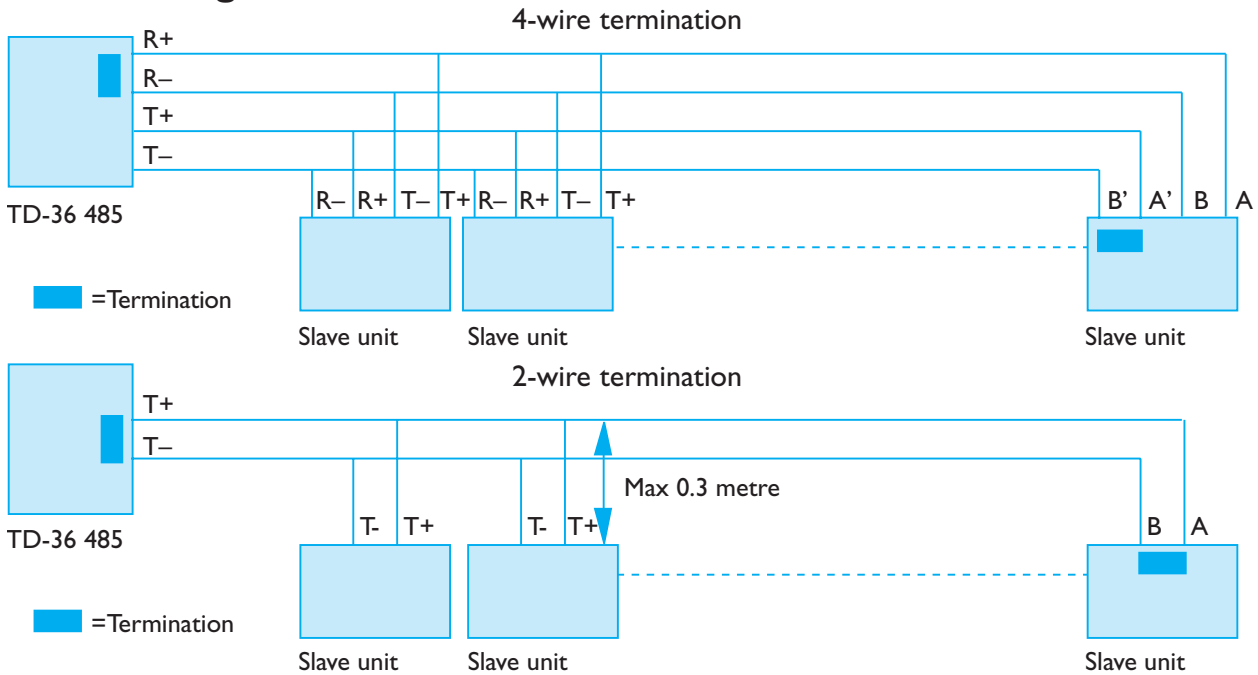 4-wire termination
R+
R–
T+
T–
R– R+ T– T+ R– R+ T– T+
B' A' B A
TD-36 485
=Termination
Slave unit Slave unit Slave unit
2-wire termination
T+
T–
Max 0.3 metre
T- T+ T- T+ B A
TD-36 485
=Termination
Slave unit Slave unit Slave unit